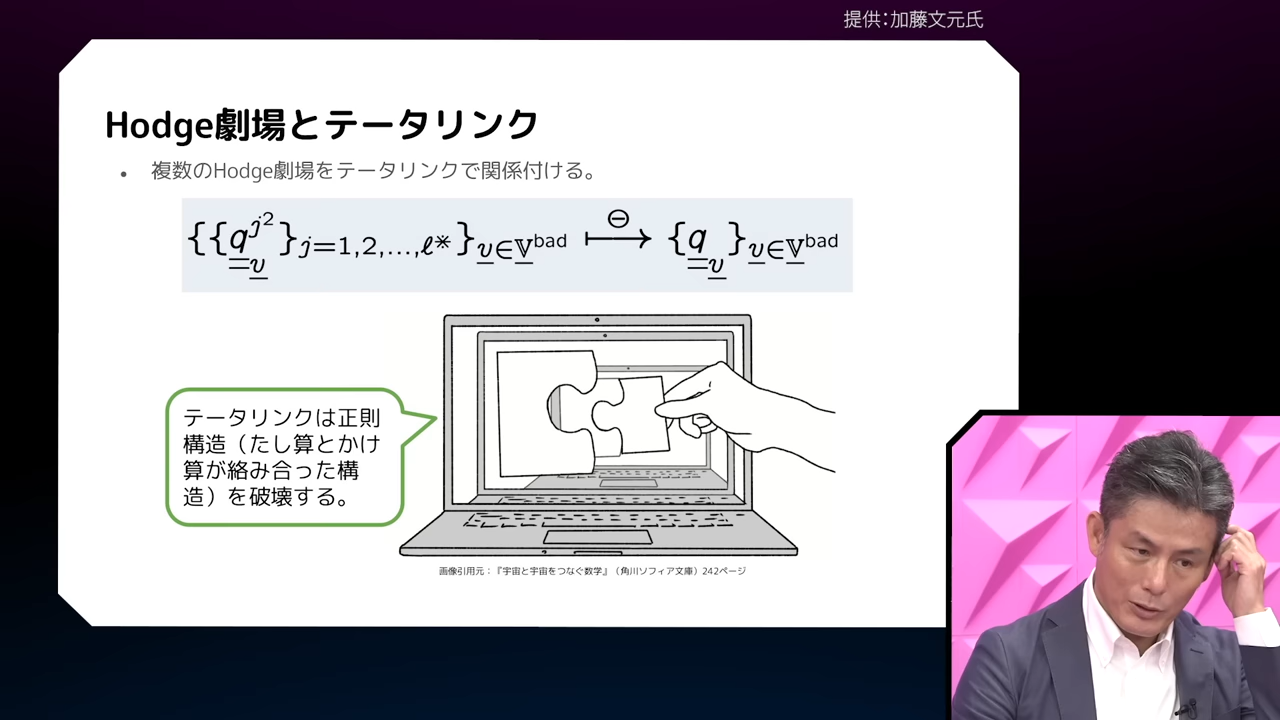 提供：加藤文元氏
Hodge劇場とテータリンク
• 複数のHodge劇場をテータリンクで関係付ける。
{{q_v^{j^2}}_{j=1,2,...,ℓ⋇}}_{v∈V^bad} ⊖⟼ {q_v}_{v∈V^bad}
テータリンクは正則
構造（たし算とかけ
算が絡み合った構
造）を破壊する。
画像引用元：『宇宙と宇宙をつなぐ数学』（角川ソフィア文庫）242ページ